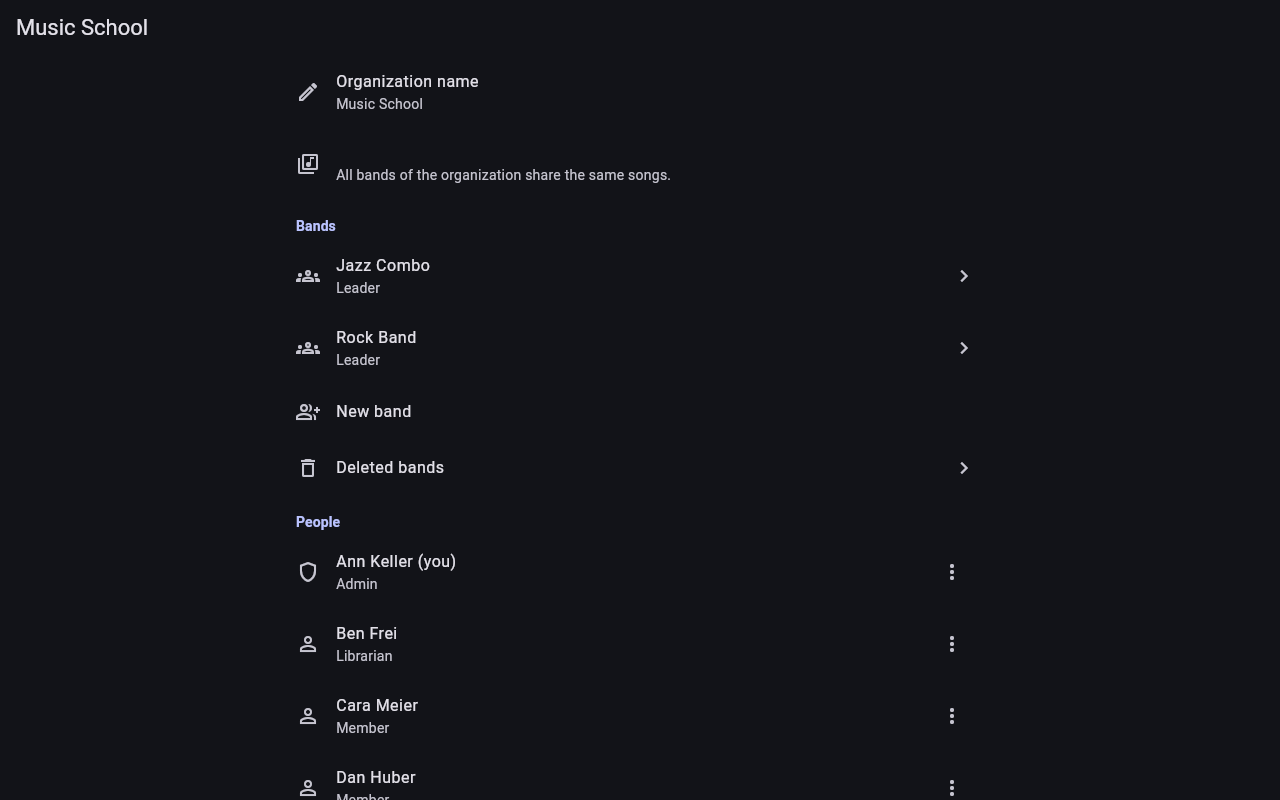 Music School
Organization name
Music School
All bands of the organization share the same songs.
Bands
Jazz Combo
Leader
Rock Band
Leader
New band
Deleted bands
People
Ann Keller (you)
Admin
Ben Frei
Librarian
Cara Meier
Member
Dan Huber
Member